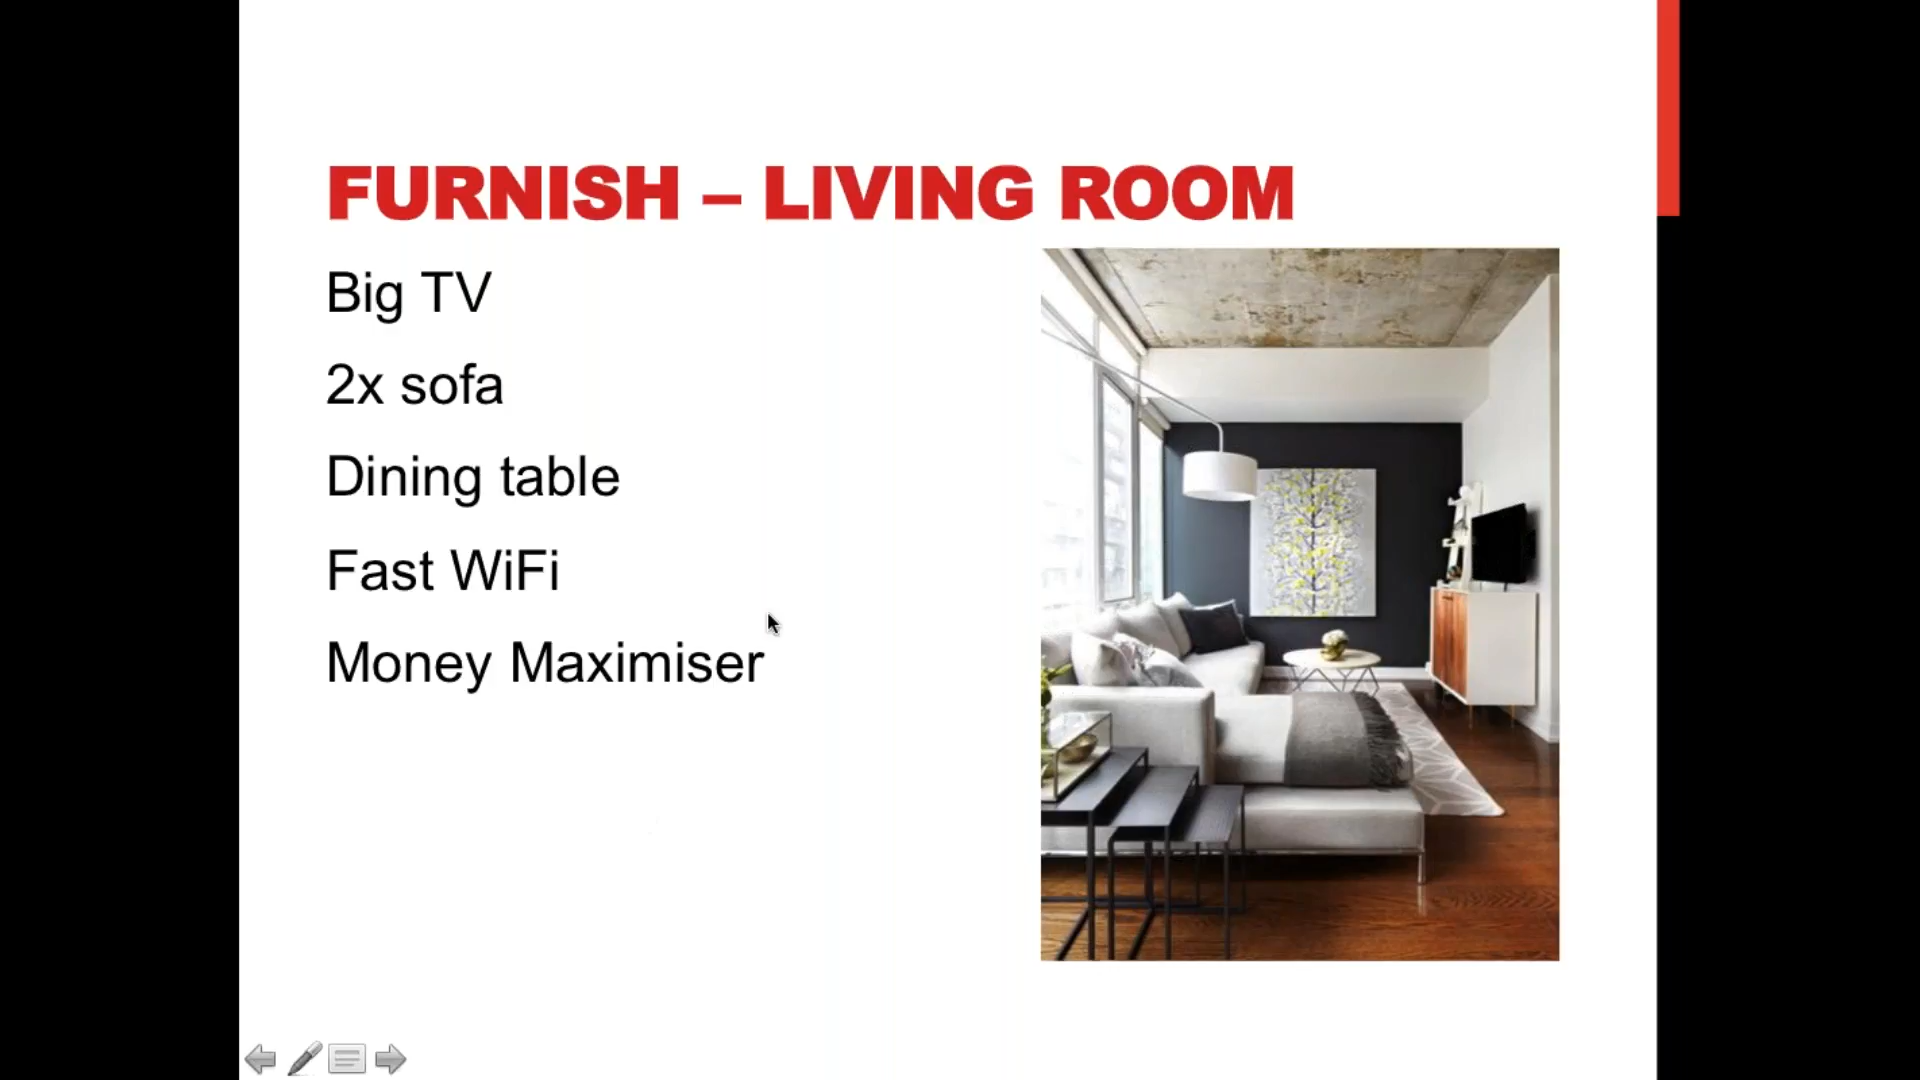 FURNISH – LIVING ROOM
Big TV
2x sofa
Dining table
Fast WiFi
Money Maximiser